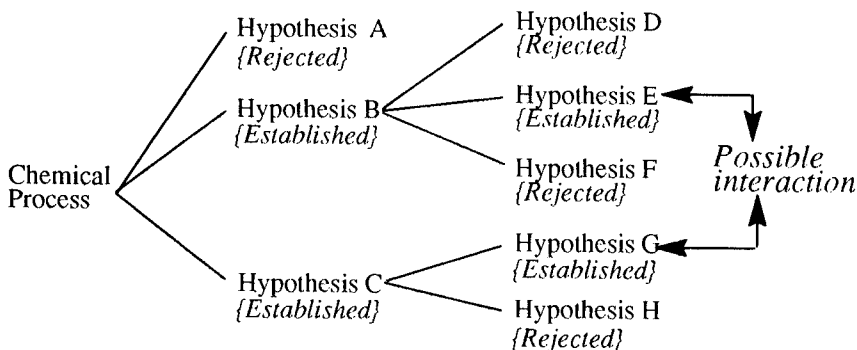 Hypothesis A
{Rejected}
Hypothesis B
{Established}
Chemical
Process
Hypothesis C
{Established}
Hypothesis D
{Rejected}
Hypothesis E
{Established}
Hypothesis F
{Rejected}
Hypothesis G
{Established}
Hypothesis H
{Rejected}
Possible
interaction